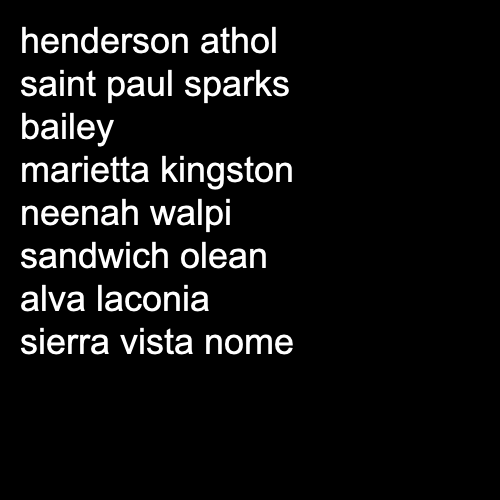 henderson athol
saint paul sparks
bailey
marietta kingston
neenah walpi
sandwich olean
alva laconia
sierra vista nome